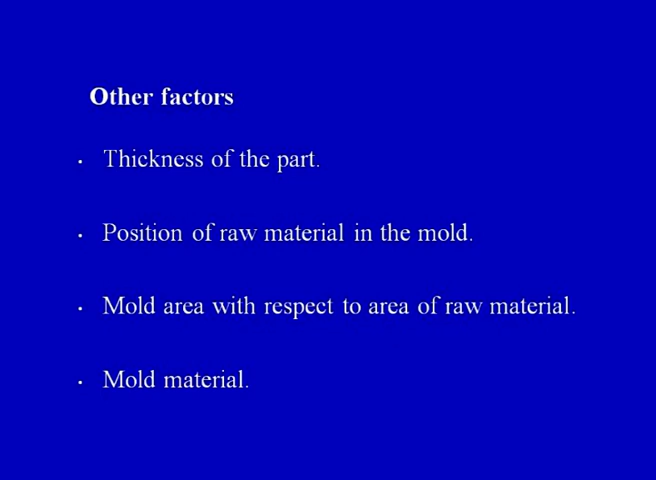 Other factors
• Thickness of the part.
• Position of raw material in the mold.
• Mold area with respect to area of raw material.
• Mold material.